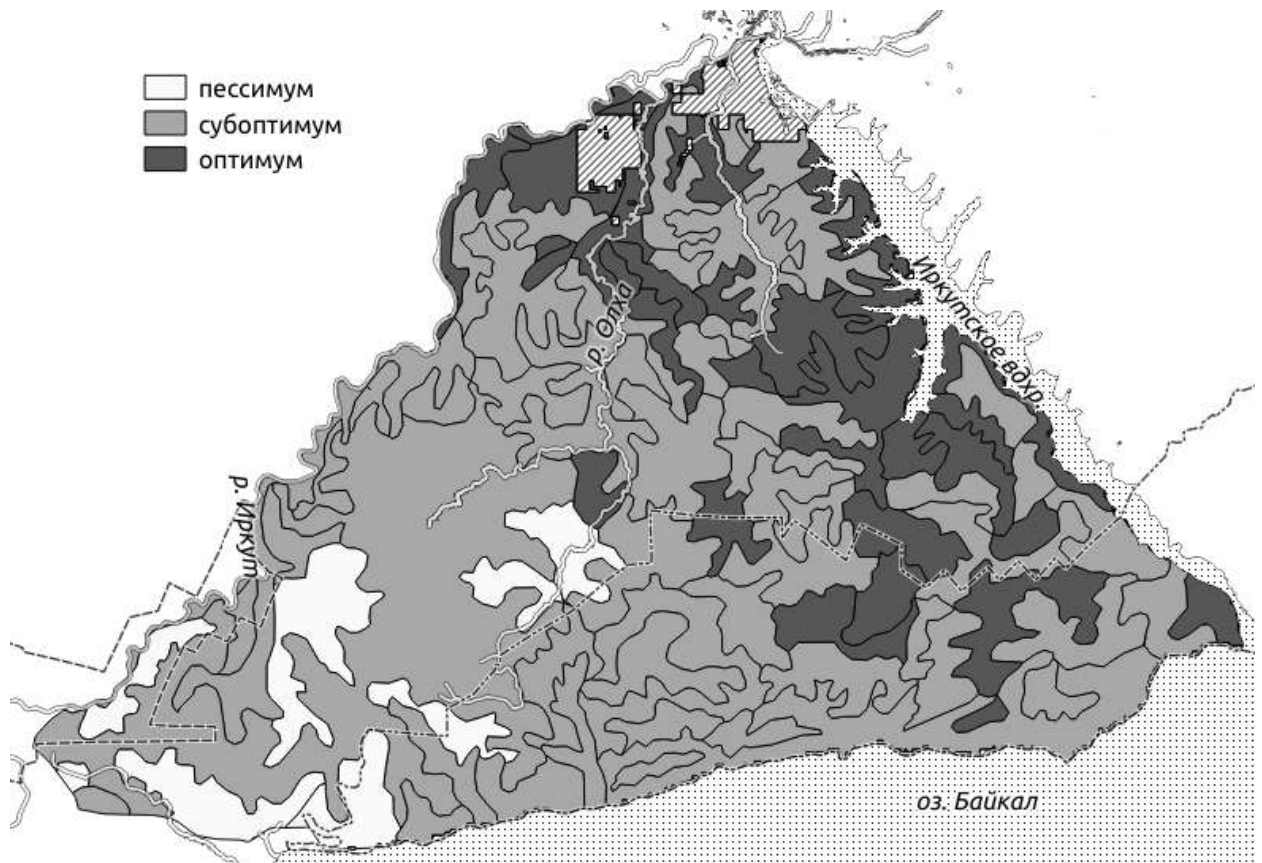 пессимум
субоптимум
оптимум
Иркутское вдхр.
р. Олха
р. Иркут
оз. Байкал